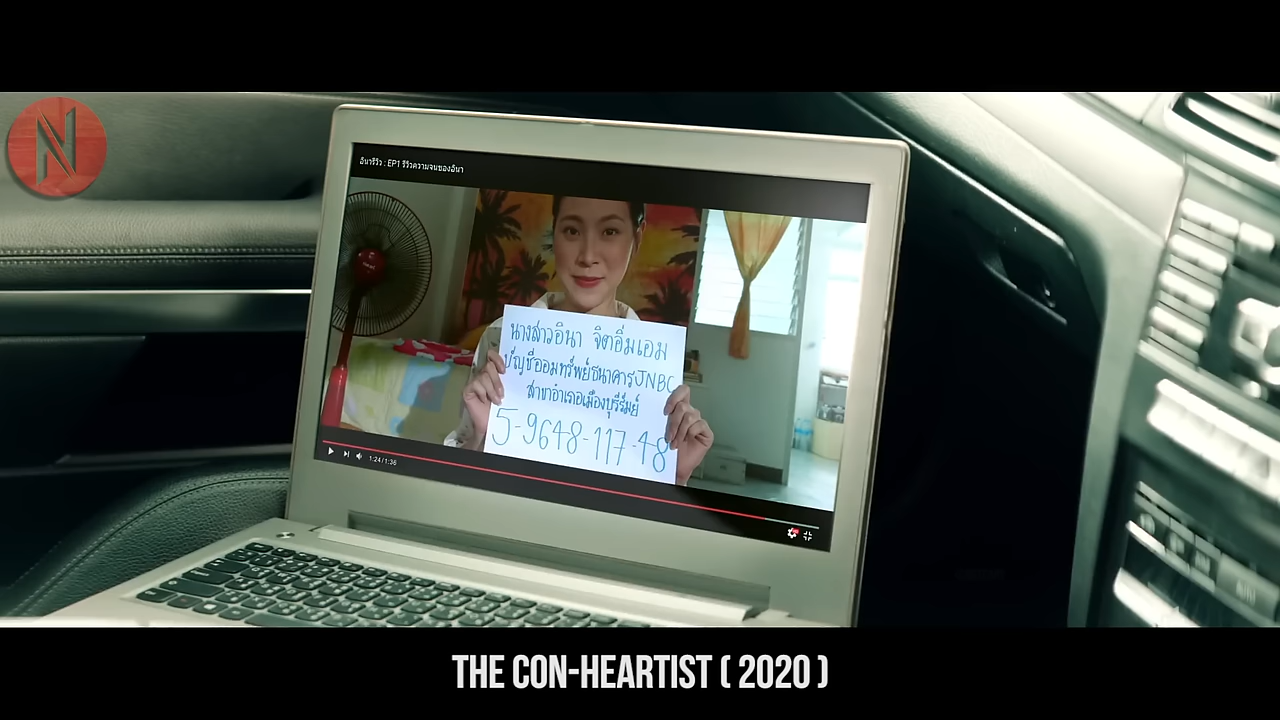 อินารีวิว : EP1 รีวิวความจนของอินา
นางสาวอินา จิตอิ่มเอม
บัญชีออมทรัพย์ธนาคารJNBC
สาขาอำเภอเมืองบุรีรัมย์
5-9648-117-48
1:24/1:36
THE CON-HEARTIST ( 2020 )